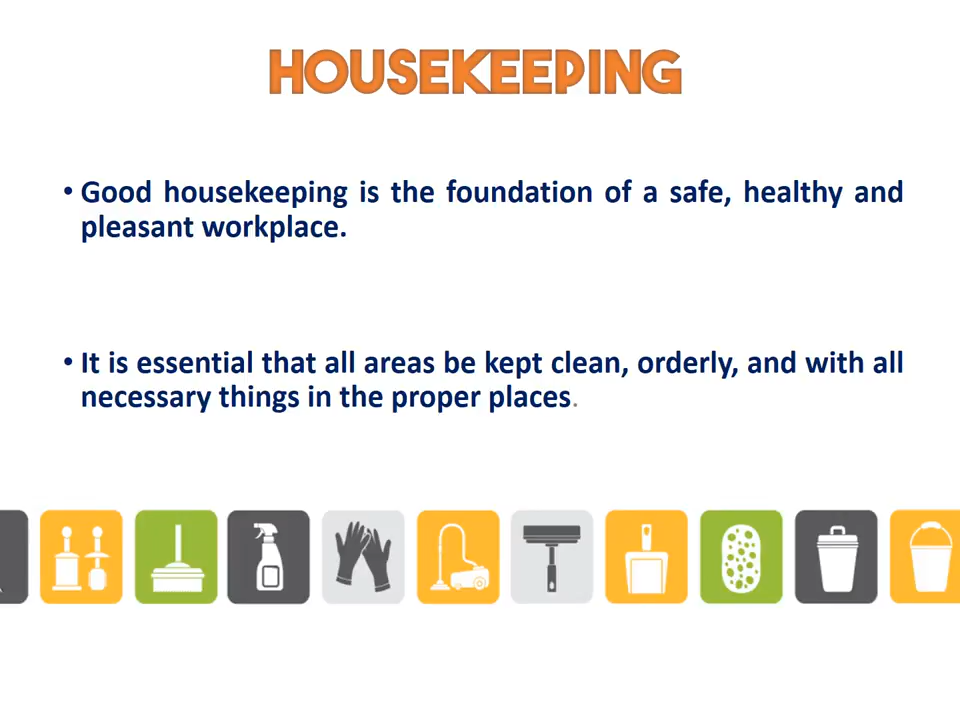 HOUSEKEEPING
• Good housekeeping is the foundation of a safe, healthy and
pleasant workplace.
• It is essential that all areas be kept clean, orderly, and with all
necessary things in the proper places.